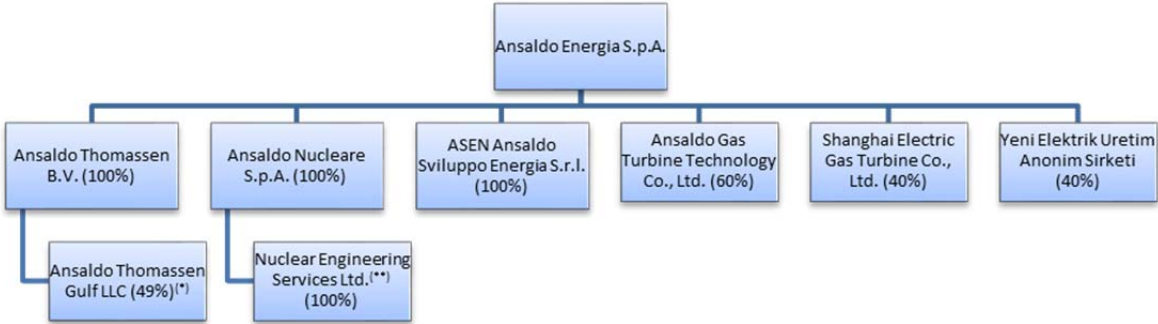 Ansaldo Energia S.p.A.
Ansaldo Thomassen
B.V. (100%)
Ansaldo Nucleare
S.p.A. (100%)
ASEN Ansaldo
Sviluppo Energia S.r.l.
(100%)
Ansaldo Gas
Turbine Technology
Co., Ltd. (60%)
Shanghai Electric
Gas Turbine Co.,
Ltd. (40%)
Yeni Elektrik Uretim
Anonim Sirketi
(40%)
Ansaldo Thomassen
Gulf LLC (49%)(*)
Nuclear Engineering
Services Ltd.(**)
(100%)